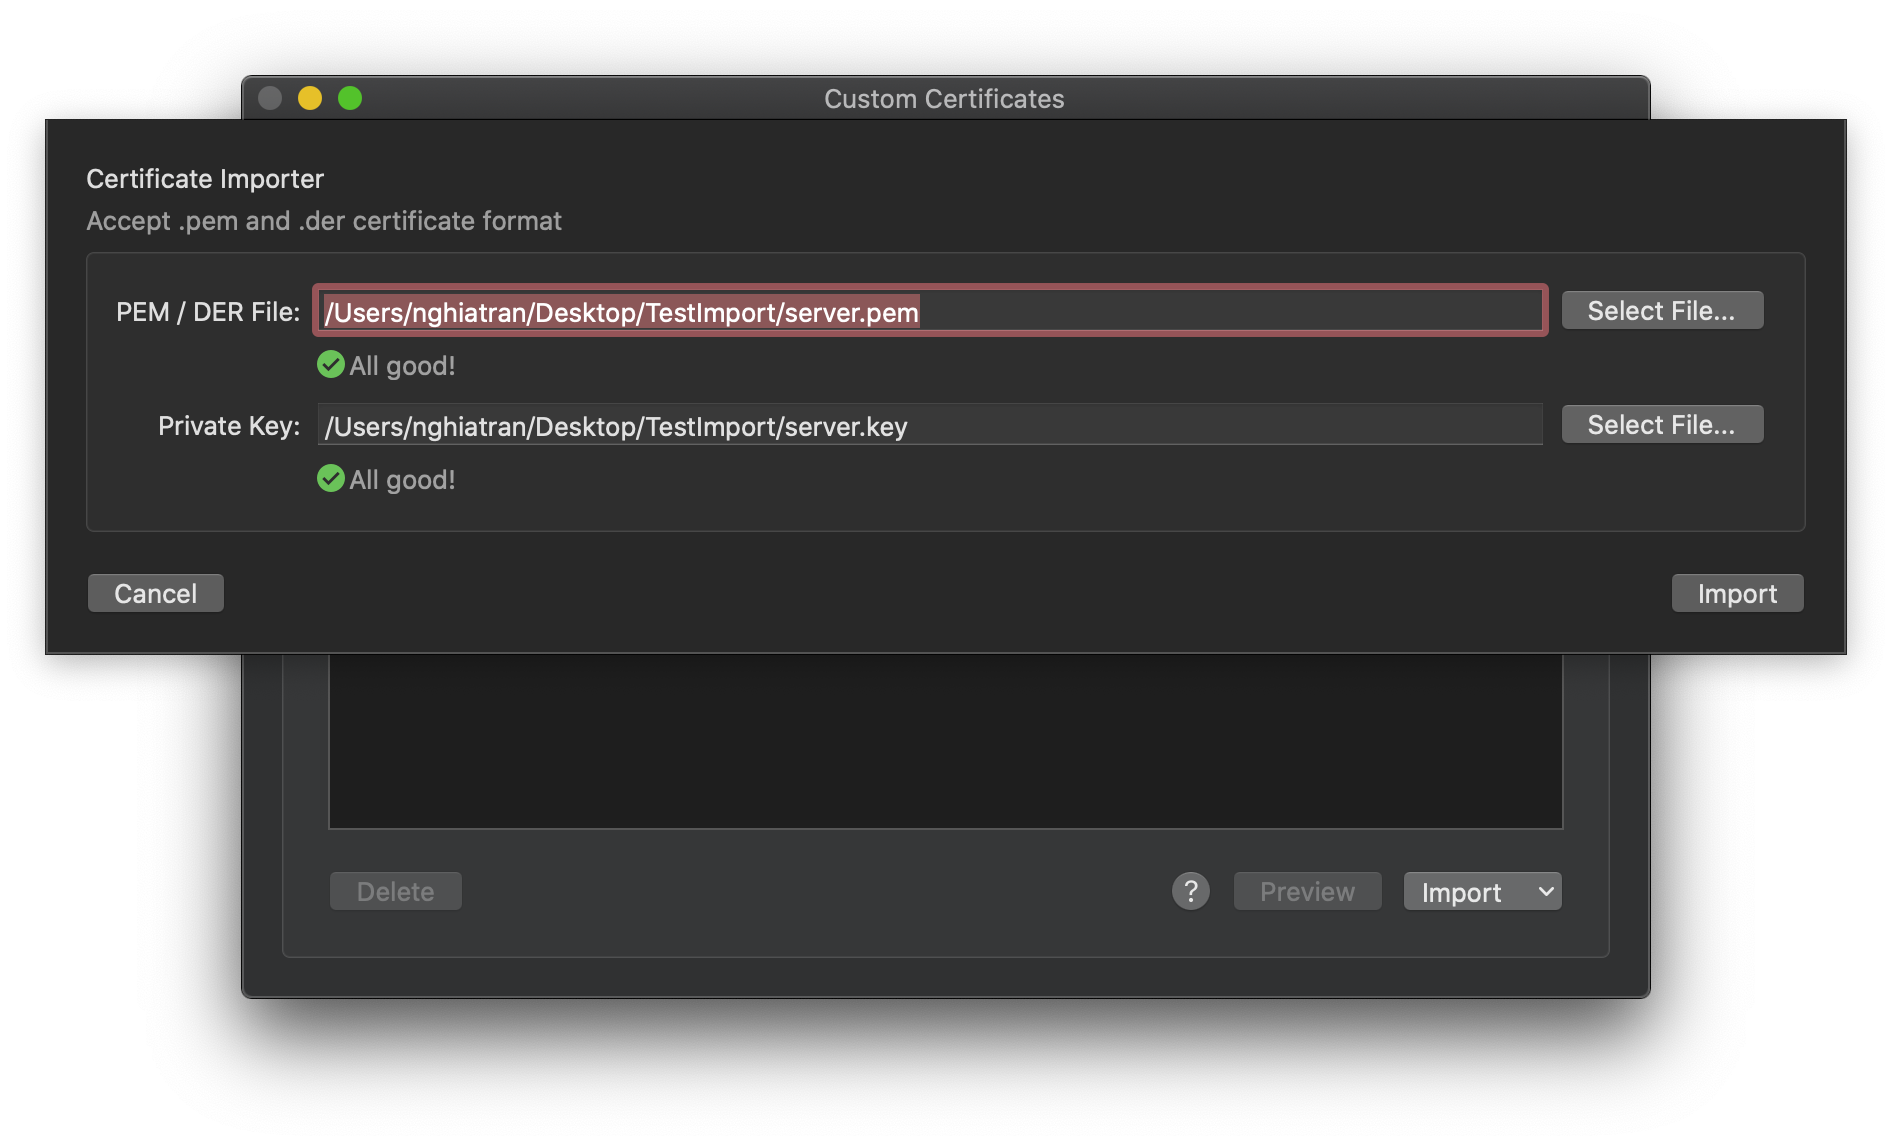 Custom Certificates
Certificate Importer
Accept .pem and .der certificate format
PEM / DER File: /Users/nghiatran/Desktop/TestImport/server.pem Select File...
All good!
Private Key: /Users/nghiatran/Desktop/TestImport/server.key Select File...
All good!
Cancel Import
Delete ? Preview Import